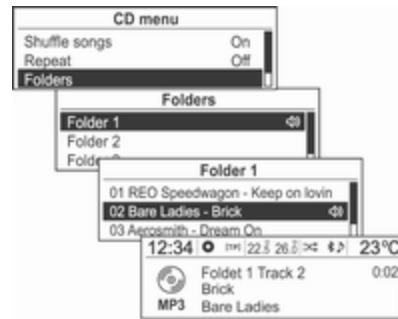 CD menu
Shuffle songs On
Repeat Off
Folders
Folders
Folder 1
Folder 2
Folder 1
01 REO Speedwagon - Keep on lovin
02 Bare Ladies - Brick
03 Aerosmith - Dream On
12:34 22.5 26.5 23°C
Foldet 1 Track 2 0:02
Brick
MP3 Bare Ladies